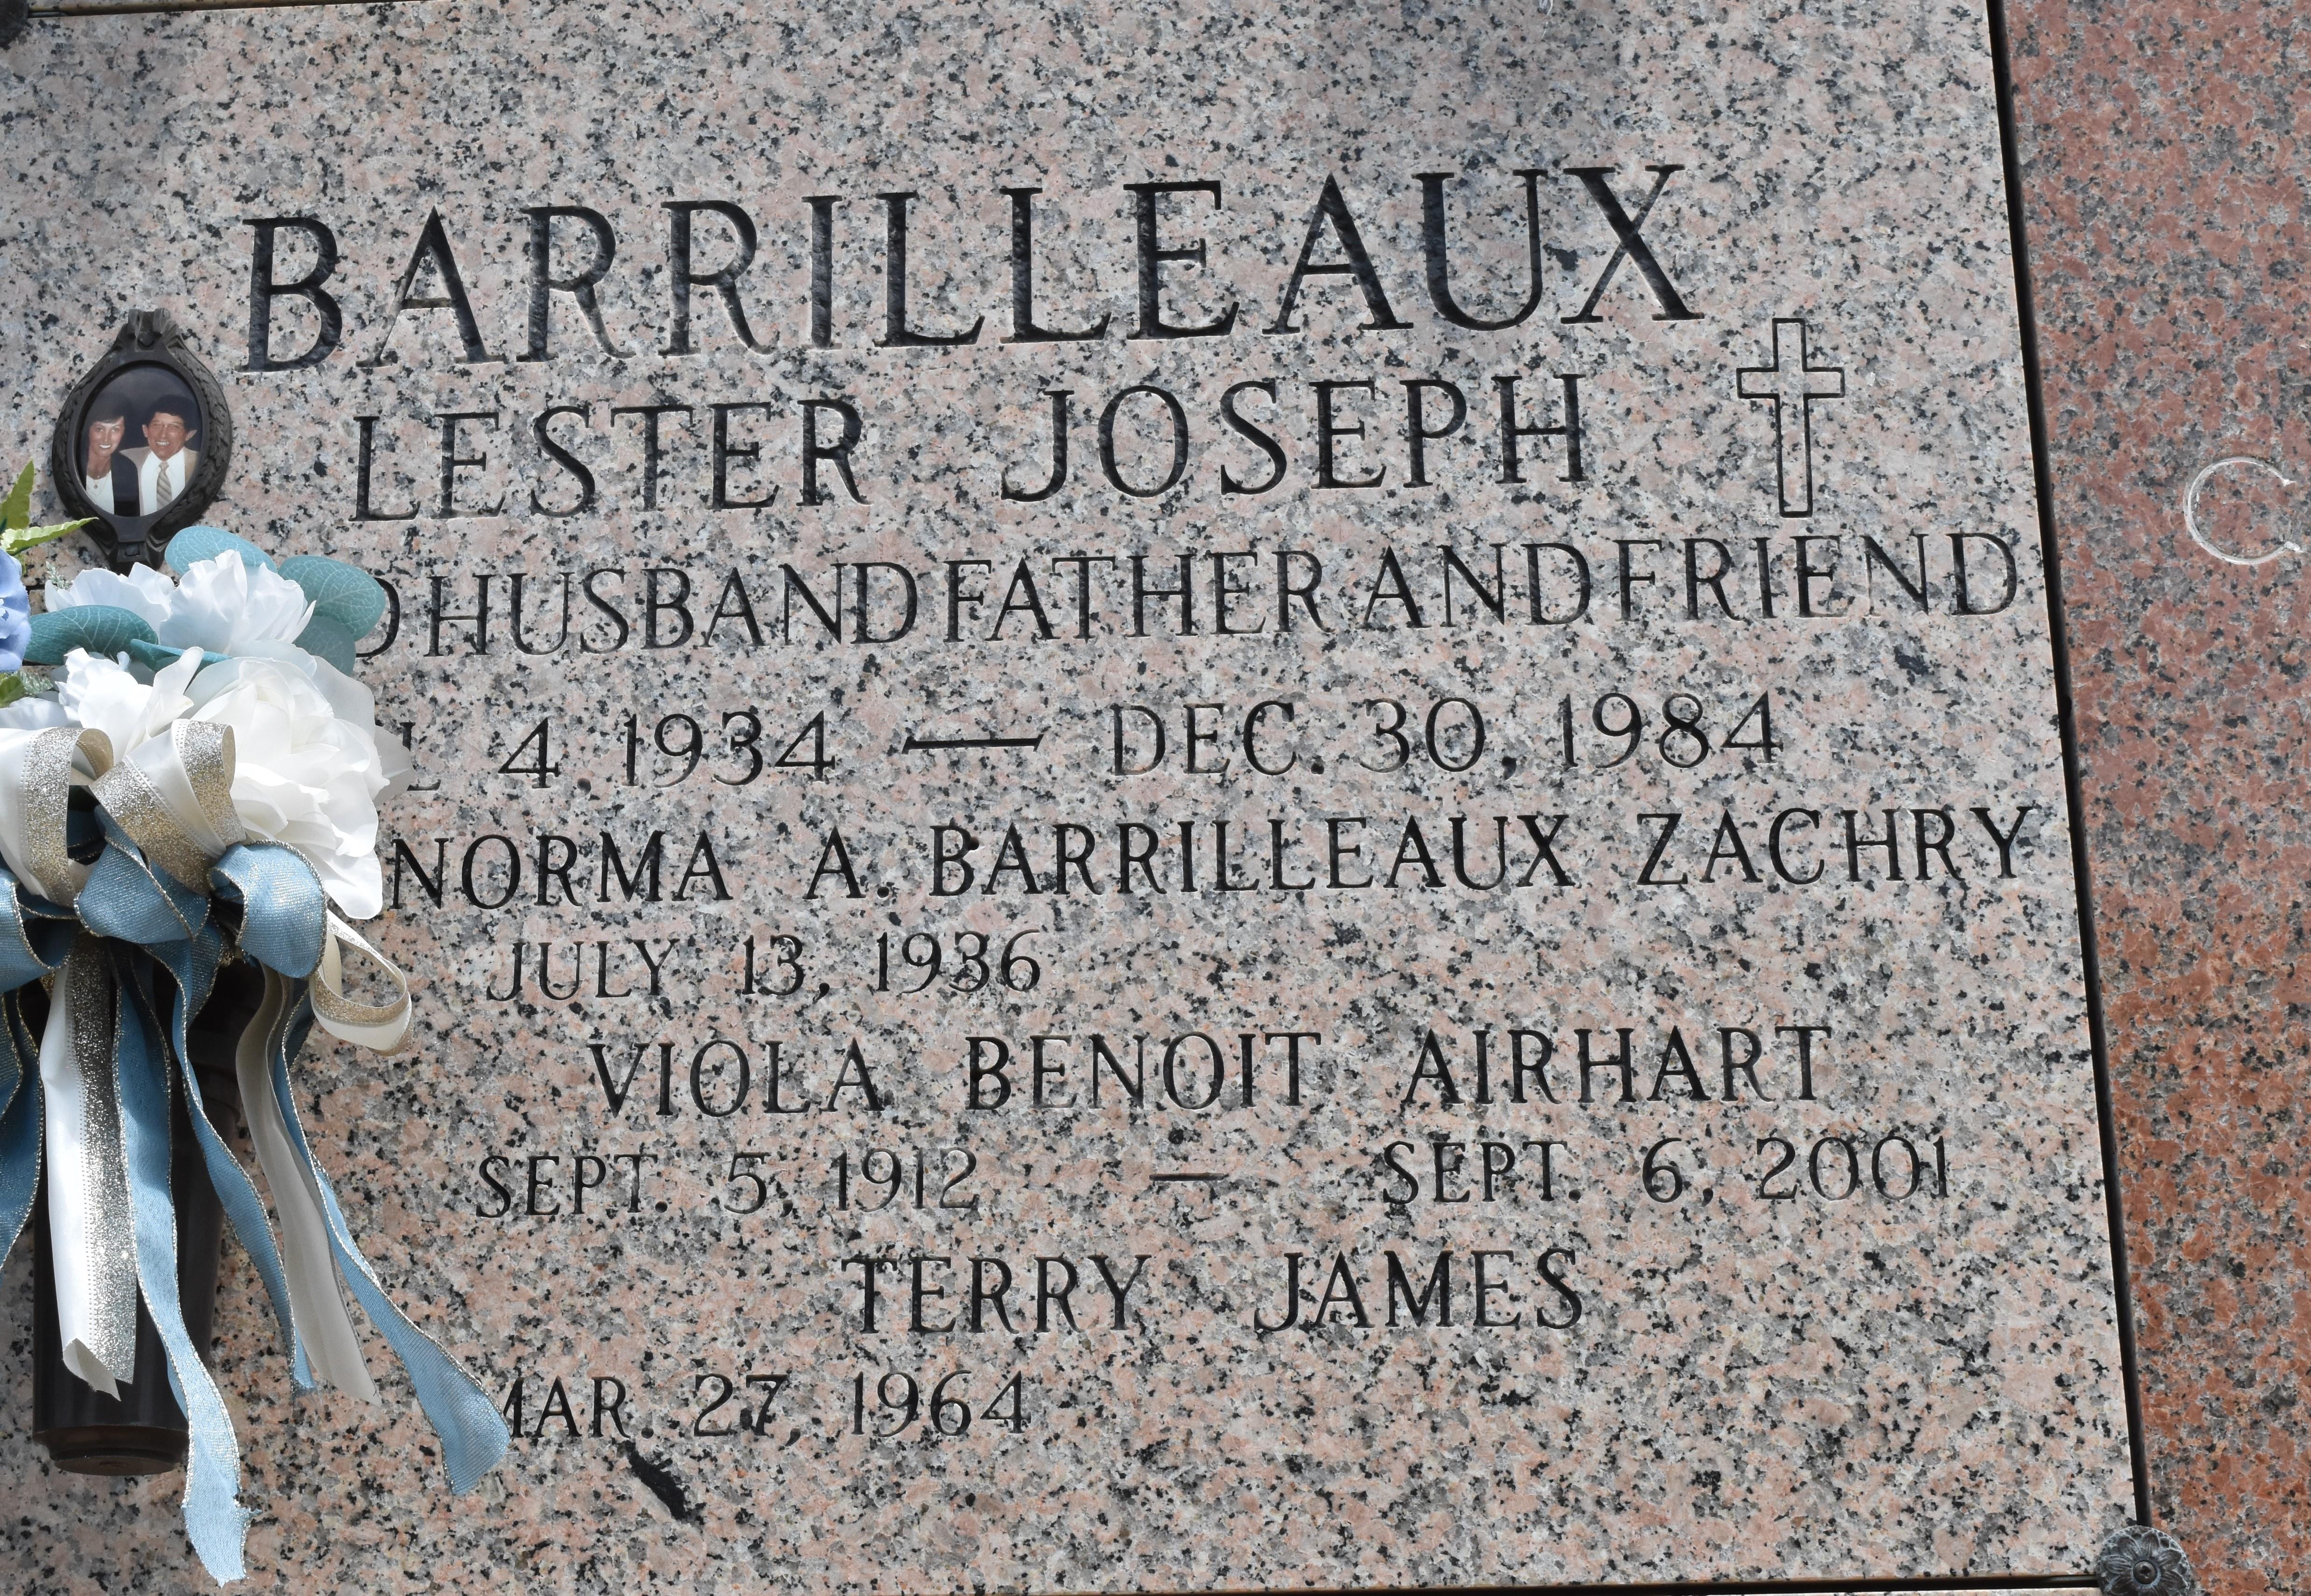 BARRILLEAUX
LESTER JOSEPH
HUSBAND FATHER AND FRIEND
4, 1934 — DEC. 30, 1984
NORMA A. BARRILLEAUX ZACHRY
JULY 13, 1936
VIOLA BENOIT AIRHART
SEPT. 5, 1912 — SEPT. 6, 2001
TERRY JAMES
MAR. 27, 1964
C